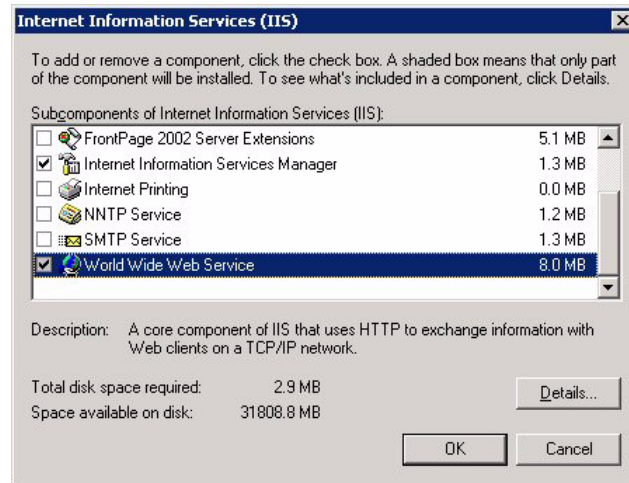 Internet Information Services (IIS)
To add or remove a component, click the check box. A shaded box means that only part
of the component will be installed. To see what's included in a component, click Details.
Subcomponents of Internet Information Services (IIS):
FrontPage 2002 Server Extensions 5.1 MB
Internet Information Services Manager 1.3 MB
Internet Printing 0.0 MB
NNTP Service 1.2 MB
SMTP Service 1.3 MB
World Wide Web Service 8.0 MB
Description: A core component of IIS that uses HTTP to exchange information with
Web clients on a TCP/IP network.
Total disk space required: 2.9 MB
Space available on disk: 31808.8 MB
Details...
OK Cancel